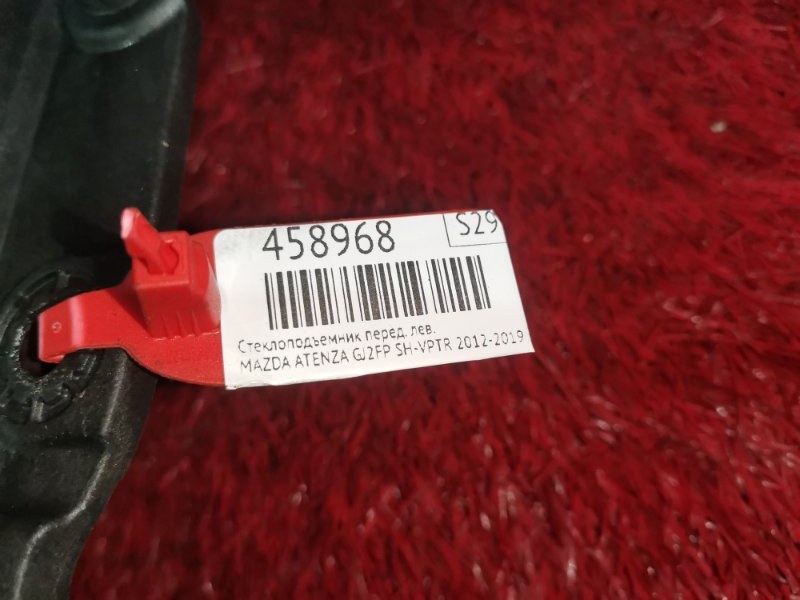 458968 S29
Стеклоподъемник перед. лев.
MAZDA ATENZA GJ2FP SH-VPTR 2012-2019